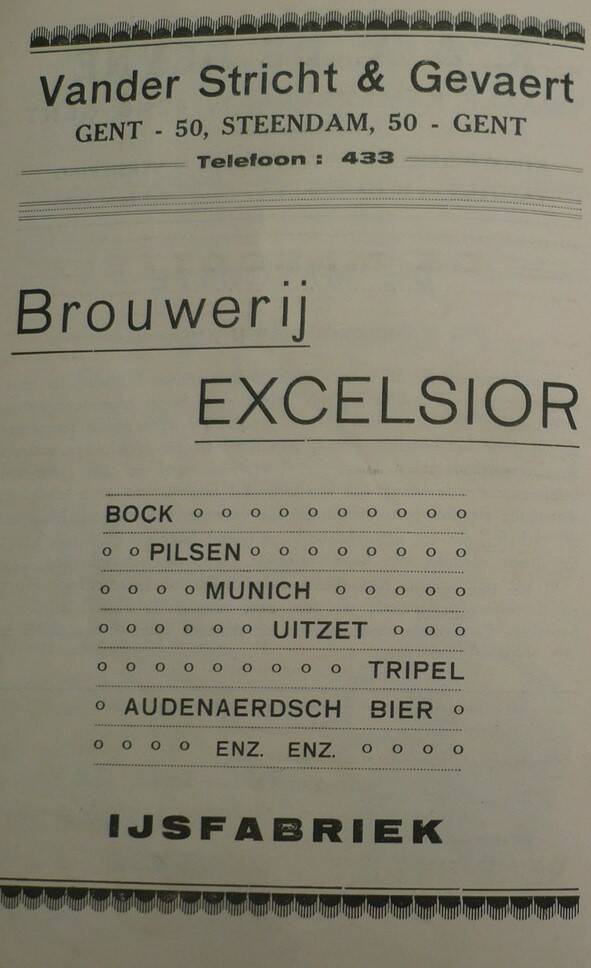 Vander Stricht & Gevaert
GENT - 50, STEENDAM, 50 - GENT
Telefoon : 433
Brouwerij
EXCELSIOR
BOCK o o o o o o o o o o
o o PILSEN o o o o o o o o
o o o o MUNICH o o o o o
o o o o o o UITZET o o o
o o o o o o o o o TRIPEL
o AUDENAERDSCH BIER o
o o o o ENZ. ENZ. o o o o
IJSFABRIEK